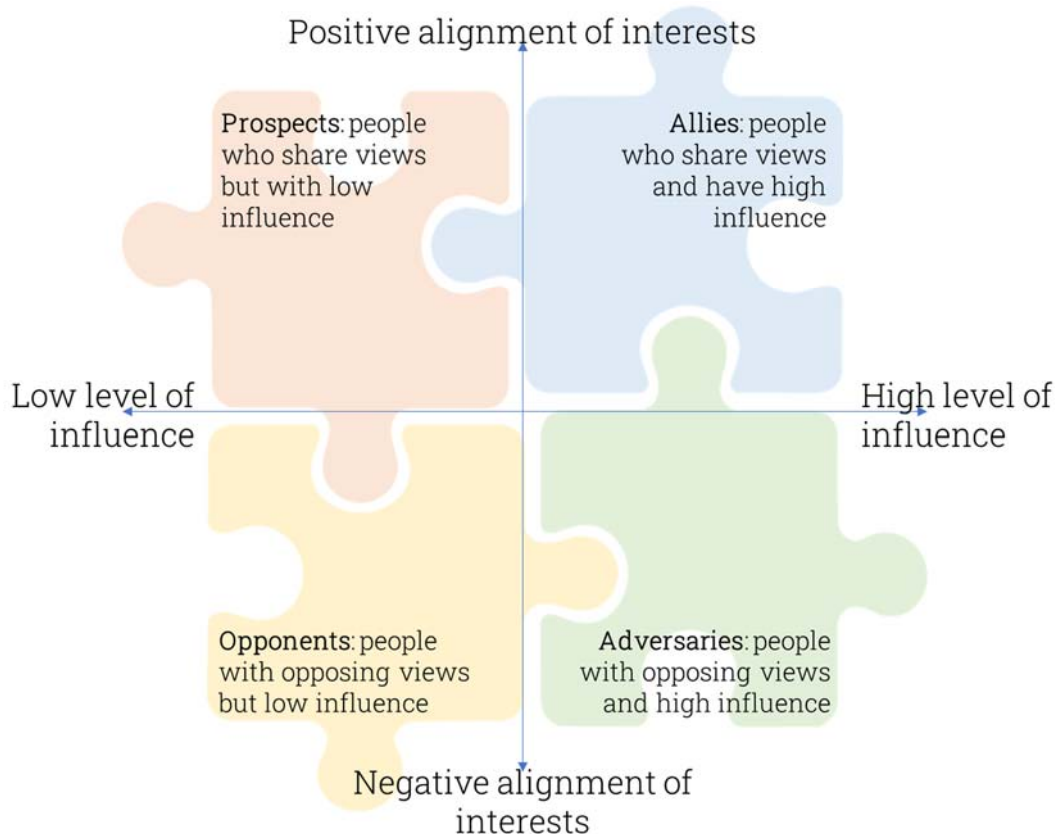 Positive alignment of interests
Prospects: people
who share views
but with low
influence
Allies: people
who share views
and have high
influence
Low level of
influence
High level of
influence
Opponents: people
with opposing views
but low influence
Adversaries: people
with opposing views
and high influence
Negative alignment of
interests